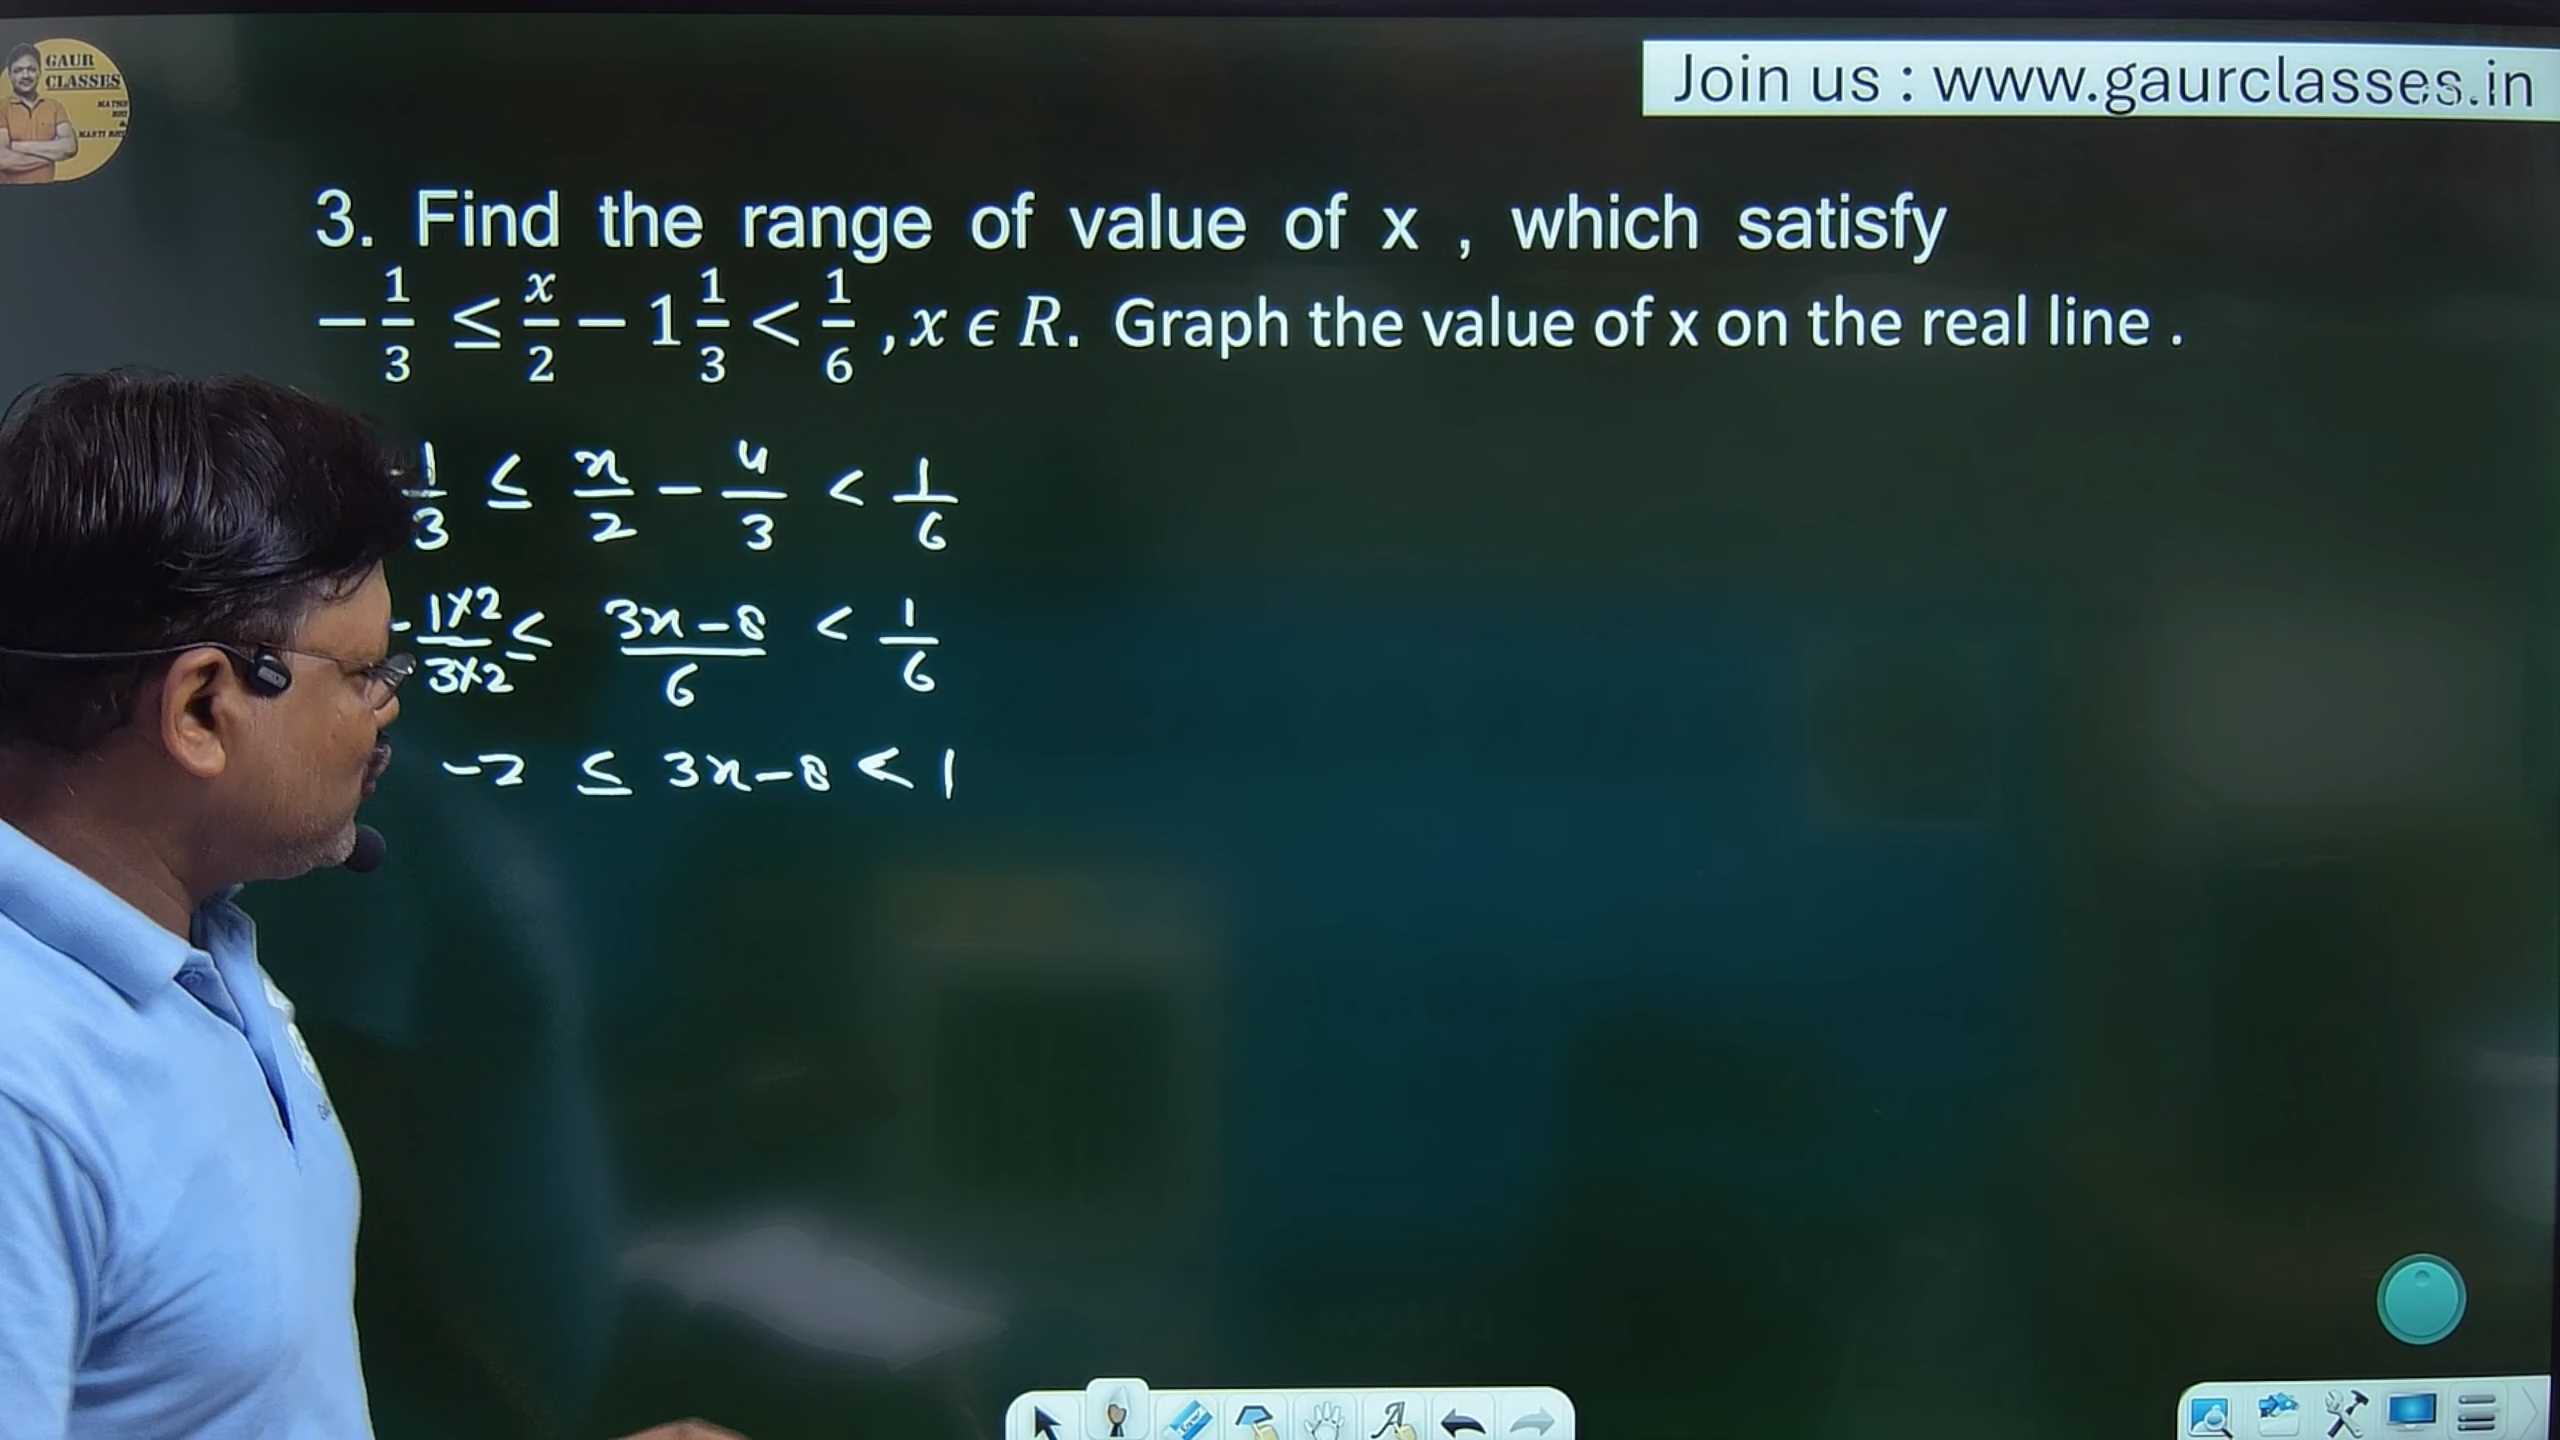 GAUR
CLASSES
MATHS
&
Join us : www.gaurclasses.in
3. Find the range of value of x , which satisfy
−1/3 ≤ x/2 − 1 1/3 < 1/6 , x ϵ R. Graph the value of x on the real line .
-1/3 ≤ x/2 - 4/3 < 1/6
-1×2/3×2 ≤ 3x-8/6 < 1/6
-2 ≤ 3x-8 < 1